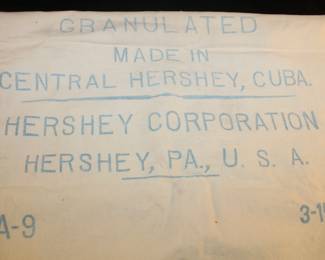 GRANULATED
MADE IN
CENTRAL HERSHEY, CUBA.
HERSHEY CORPORATION
HERSHEY, PA., U. S. A.
A-9